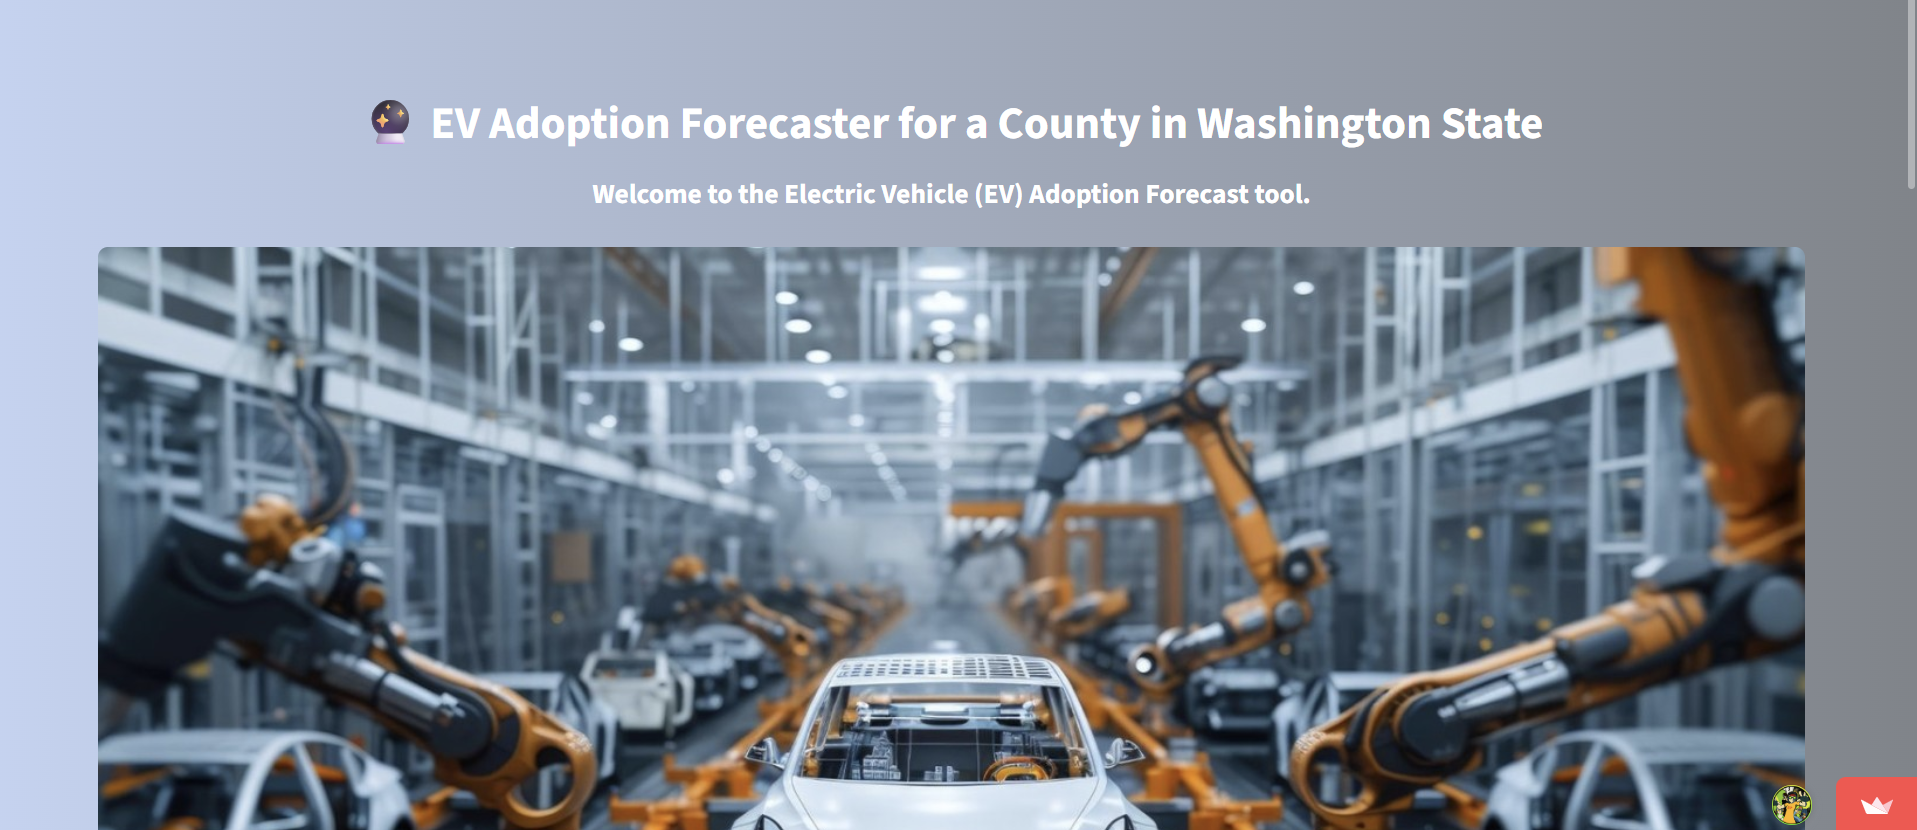 🔮 EV Adoption Forecaster for a County in Washington State
Welcome to the Electric Vehicle (EV) Adoption Forecast tool.